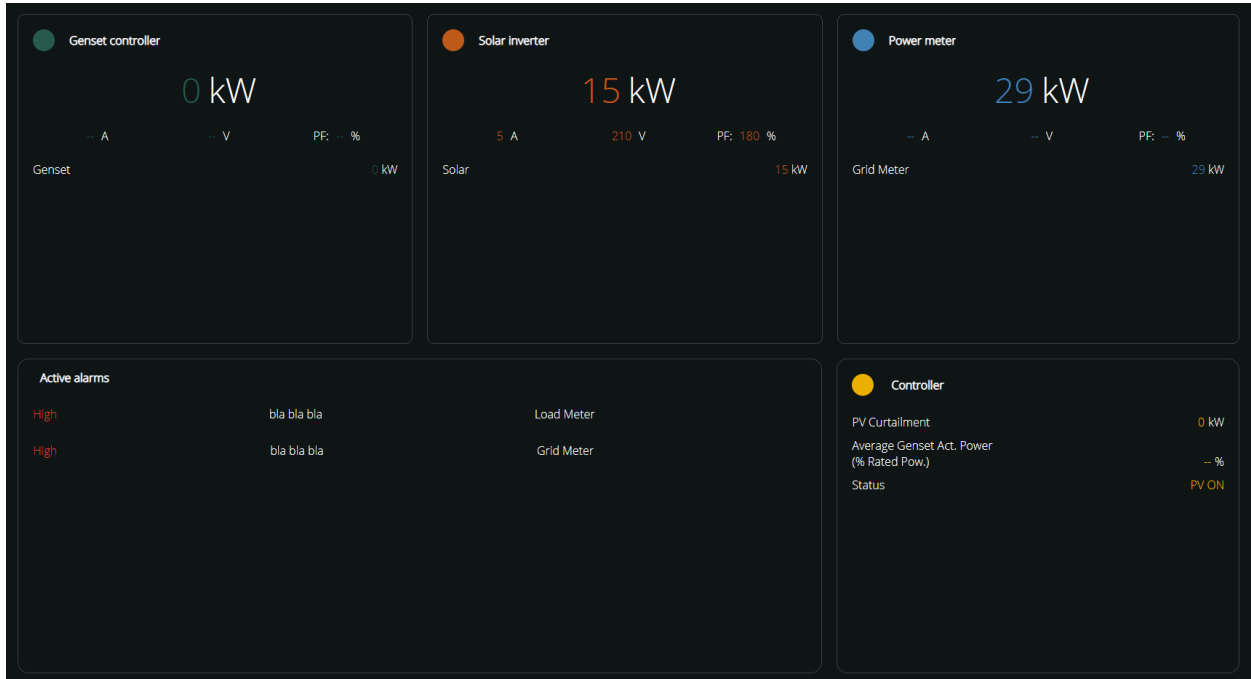 Genset controller
0 kW
-- A -- V PF: -- %
Genset 0 kW
Solar inverter
15 kW
5 A 210 V PF: 180 %
Solar 15 kW
Power meter
29 kW
-- A -- V PF: -- %
Grid Meter 29 kW
Active alarms
High bla bla bla Load Meter
High bla bla bla Grid Meter
Controller
PV Curtailment 0 kW
Average Genset Act. Power
(% Rated Pow.) -- %
Status PV ON